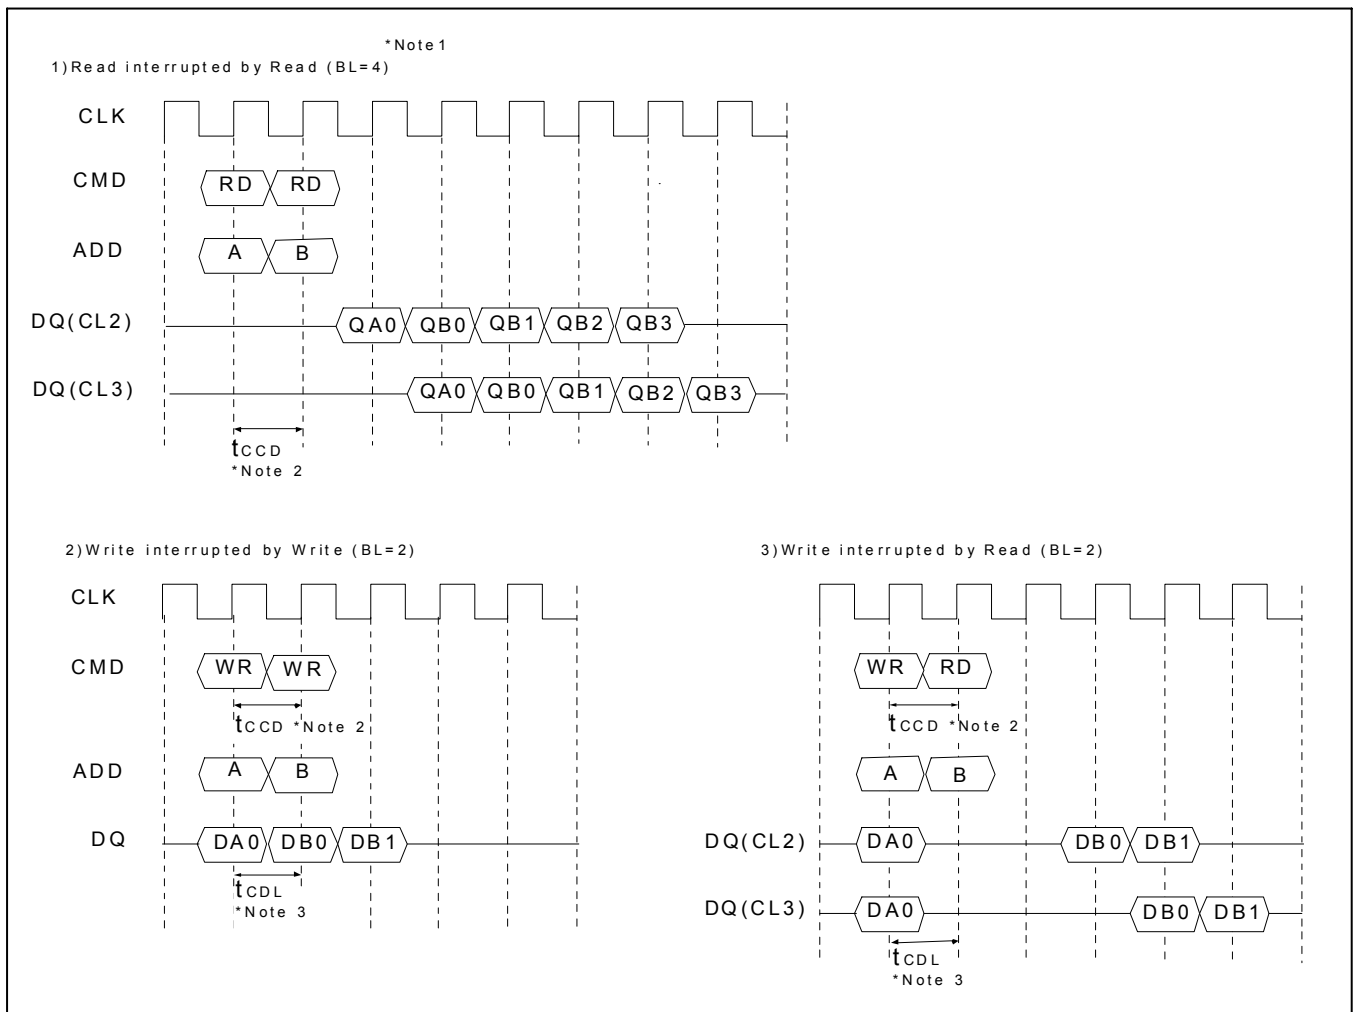 *Note1
1)Read interrupted by Read (BL=4)
CLK
CMD RD RD
ADD A B
DQ(CL2) QA0 QB0 QB1 QB2 QB3
DQ(CL3) QA0 QB0 QB1 QB2 QB3
tCCD
*Note 2
2)Write interrupted by Write (BL=2)
CLK
CMD WR WR
tCCD *Note 2
ADD A B
DQ DA0 DB0 DB1
tCDL
*Note 3
3)Write interrupted by Read (BL=2)
WR RD
tCCD *Note 2
A B
DQ(CL2) DA0 DB0 DB1
DQ(CL3) DA0 DB0 DB1
tCDL
*Note 3